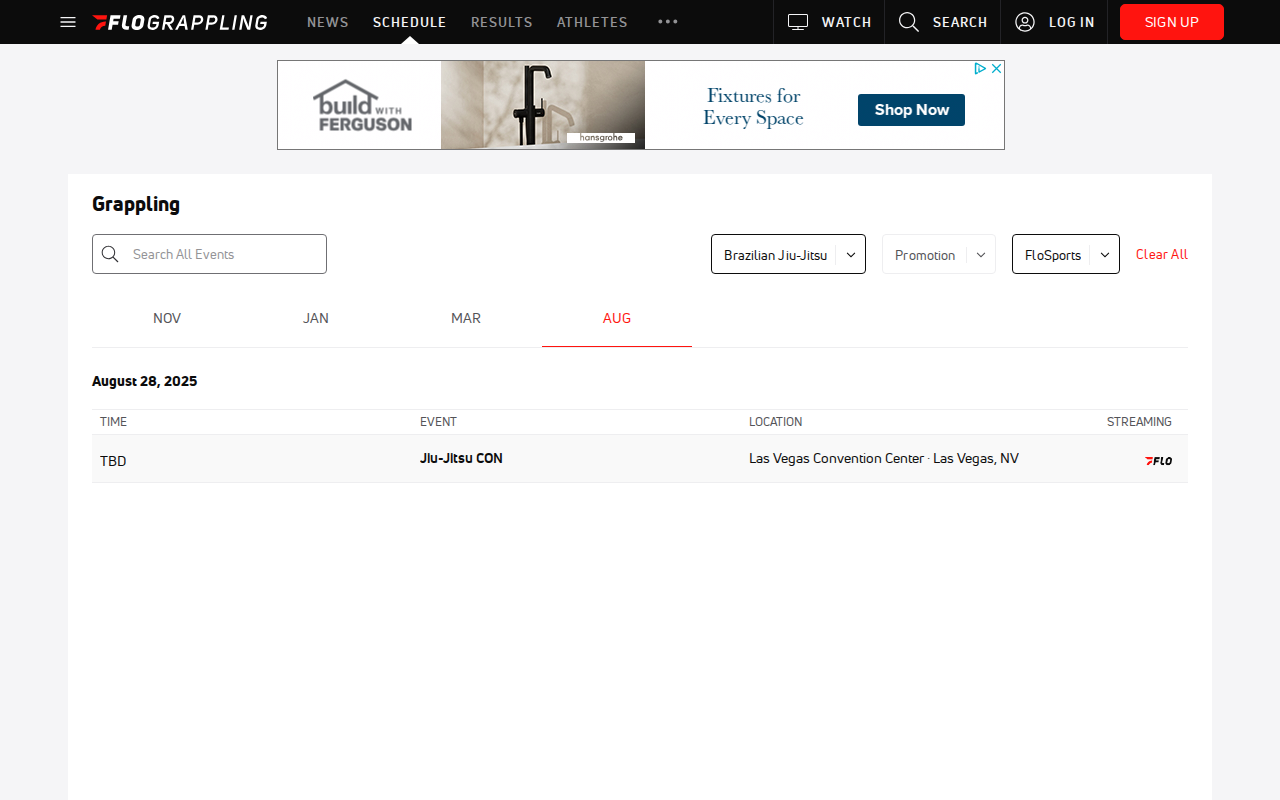 FLOGRAPPLING
NEWS
SCHEDULE
RESULTS
ATHLETES
WATCH
SEARCH
LOG IN
SIGN UP
build WITH
FERGUSON
hansgrohe
Fixtures for
Every Space
Shop Now
Grappling
Search All Events
Brazilian Jiu-Jitsu
Promotion
FloSports
Clear All
NOV
JAN
MAR
AUG
August 28, 2025
TIME
EVENT
LOCATION
STREAMING
TBD
Jiu-Jitsu CON
Las Vegas Convention Center · Las Vegas, NV
FLO